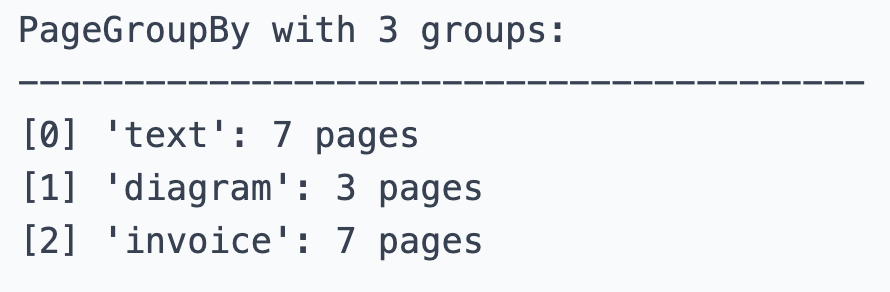 PageGroupBy with 3 groups:
----------------------------------------
[0] 'text': 7 pages
[1] 'diagram': 3 pages
[2] 'invoice': 7 pages